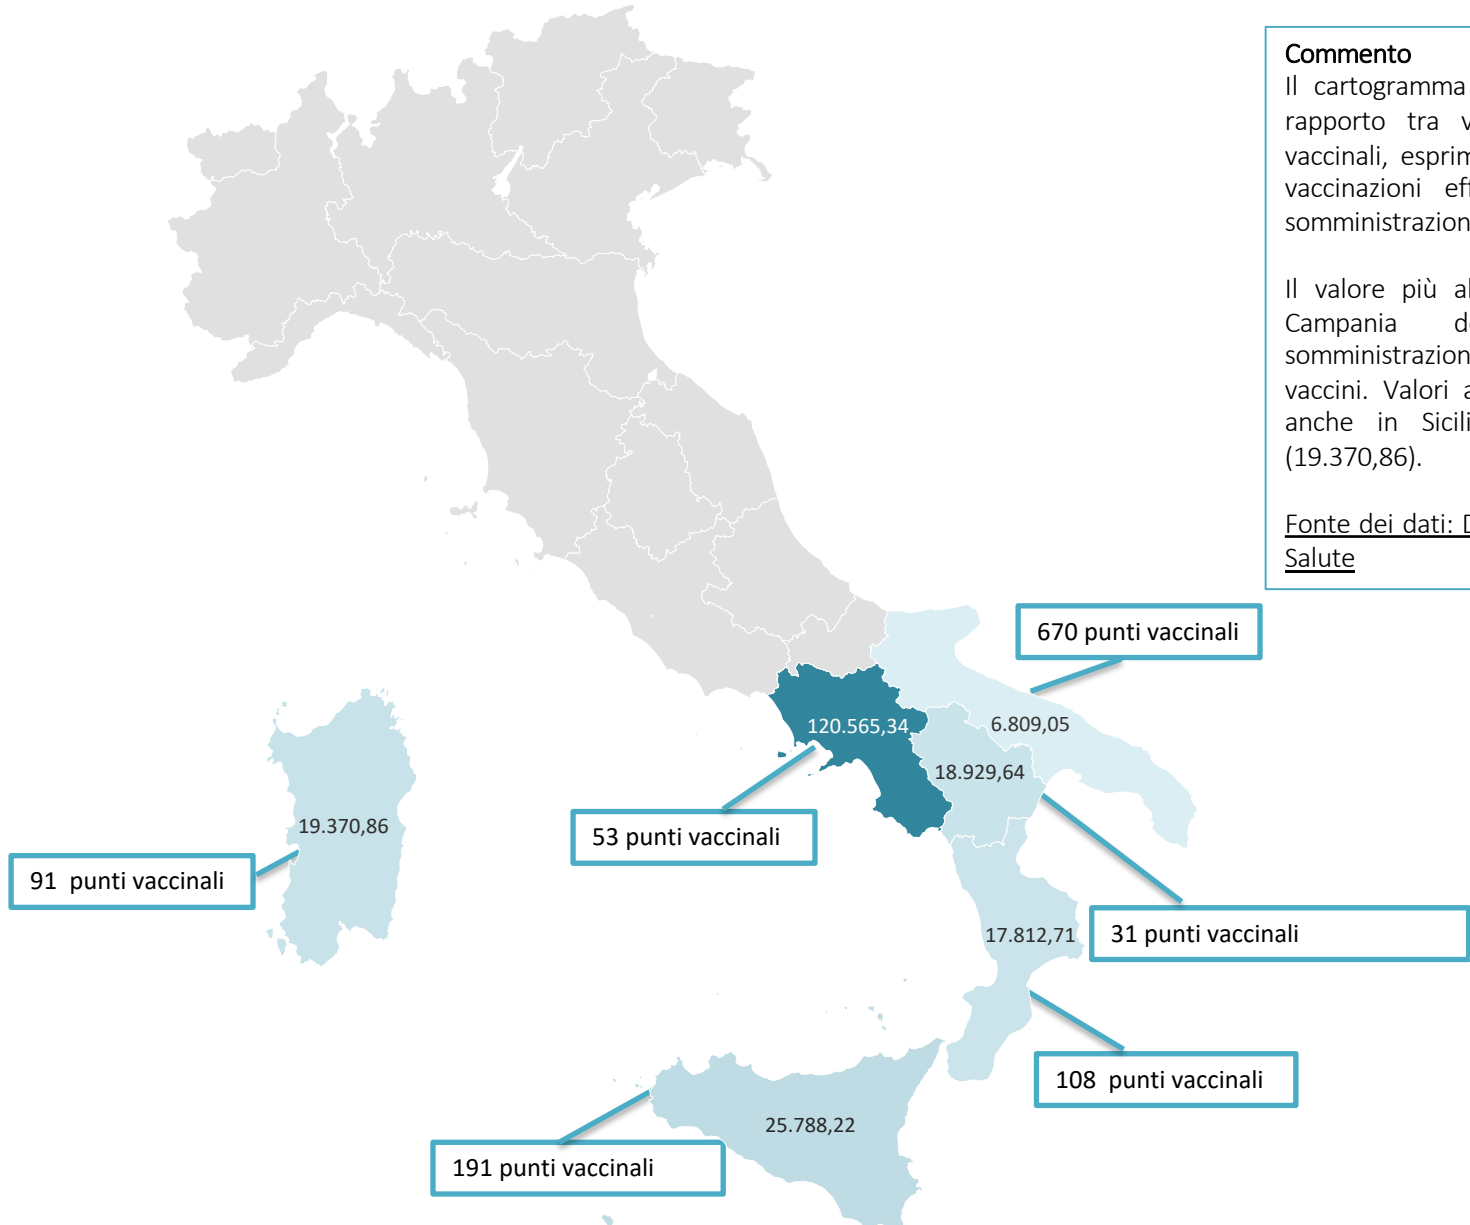 Commento
Il cartogramma
rapporto tra
vaccinali,
vaccinazioni
Il valore più
Campania
vaccini. Valori
anche in
(19.370,86).
Fonte dei dati:
Salute
670 punti vaccinali
120.565,34
6.809,05
18.929,64
53 punti vaccinali
19.370,86
91 punti vaccinali
17.812,71
31 punti vaccinali
108 punti vaccinali
25.788,22
191 punti vaccinali